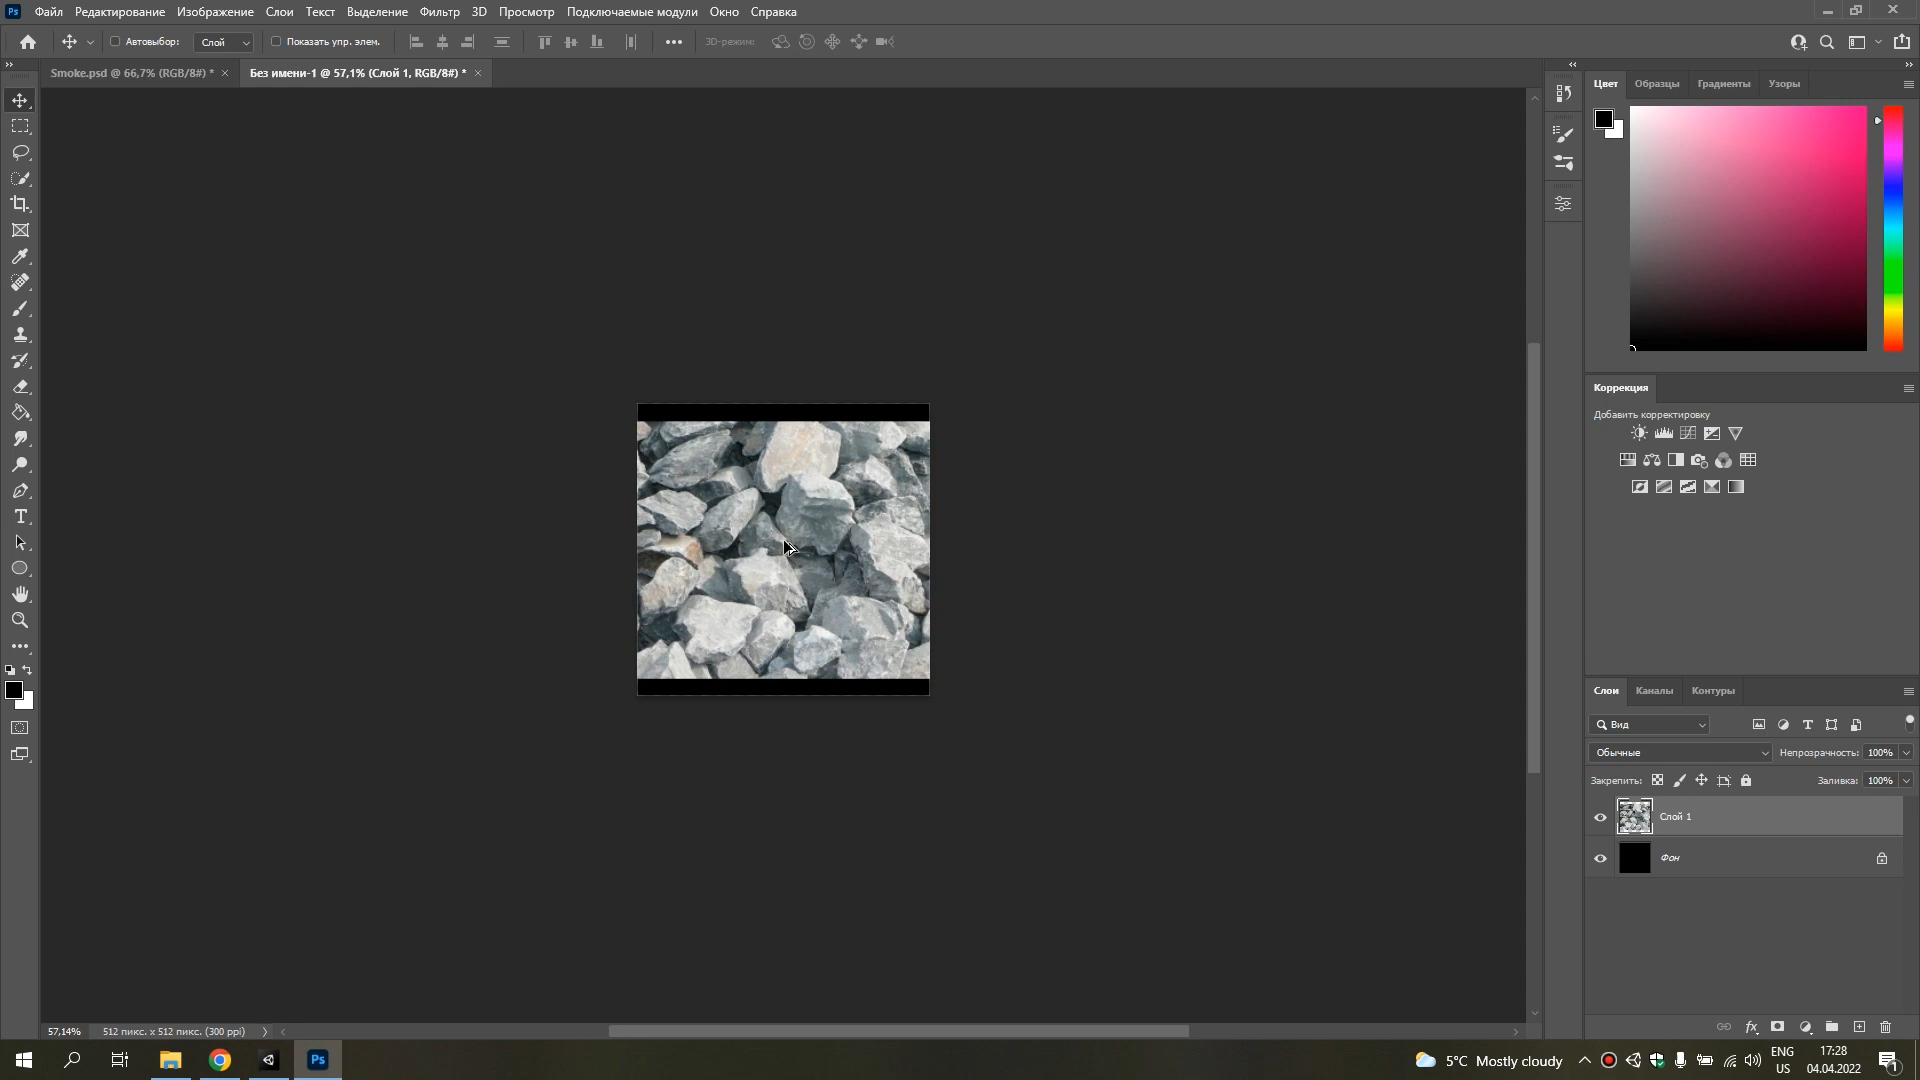 Ps Файл Редактирование Изображение Слои Текст Выделение Фильтр 3D Просмотр Подключаемые модули Окно Справка
Автовыбор: Слой Показать упр. элем. 3D-режим:
Smoke.psd @ 66,7% (RGB/8#) * Без имени-1 @ 57,1% (Слой 1, RGB/8#) *
Цвет Образцы Градиенты Узоры
Коррекция
Добавить корректировку
Слои Каналы Контуры
Вид
Обычные Непрозрачность: 100%
Закрепить: Заливка: 100%
Слой 1
Фон
57,14% 512 пикс. x 512 пикс. (300 ppi)
Ps 5°C Mostly cloudy ENG 17:28
US 04.04.2022 1